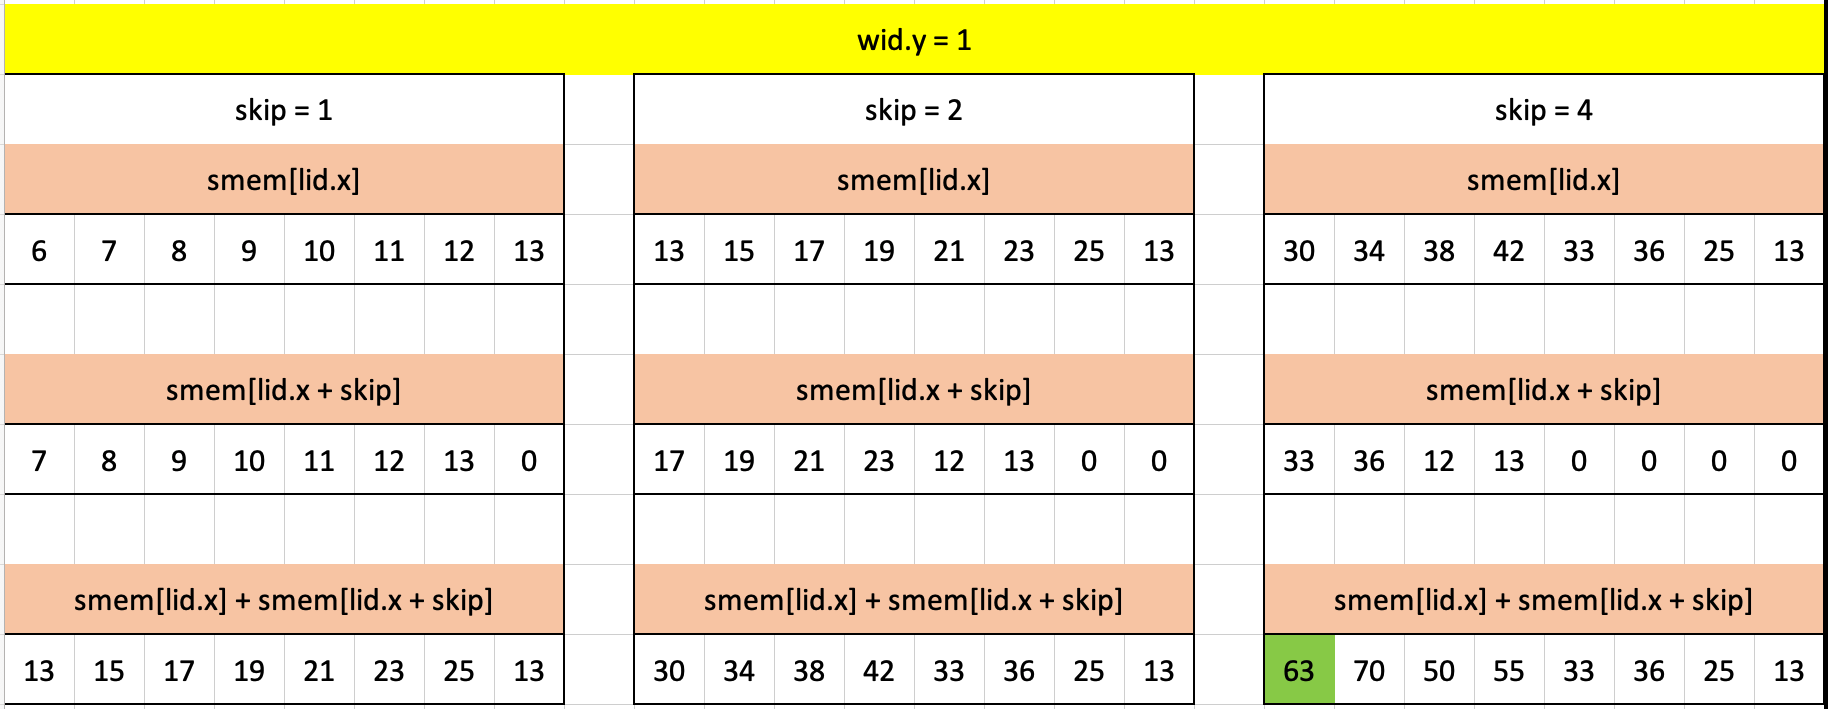 wid.y = 1
skip = 1 skip = 2 skip = 4
smem[lid.x] smem[lid.x] smem[lid.x]
6 7 8 9 10 11 12 13 13 15 17 19 21 23 25 13 30 34 38 42 33 36 25 13
smem[lid.x + skip] smem[lid.x + skip] smem[lid.x + skip]
7 8 9 10 11 12 13 0 17 19 21 23 12 13 0 0 33 36 12 13 0 0 0 0
smem[lid.x] + smem[lid.x + skip] smem[lid.x] + smem[lid.x + skip] smem[lid.x] + smem[lid.x + skip]
13 15 17 19 21 23 25 13 30 34 38 42 33 36 25 13 63 70 50 55 33 36 25 13